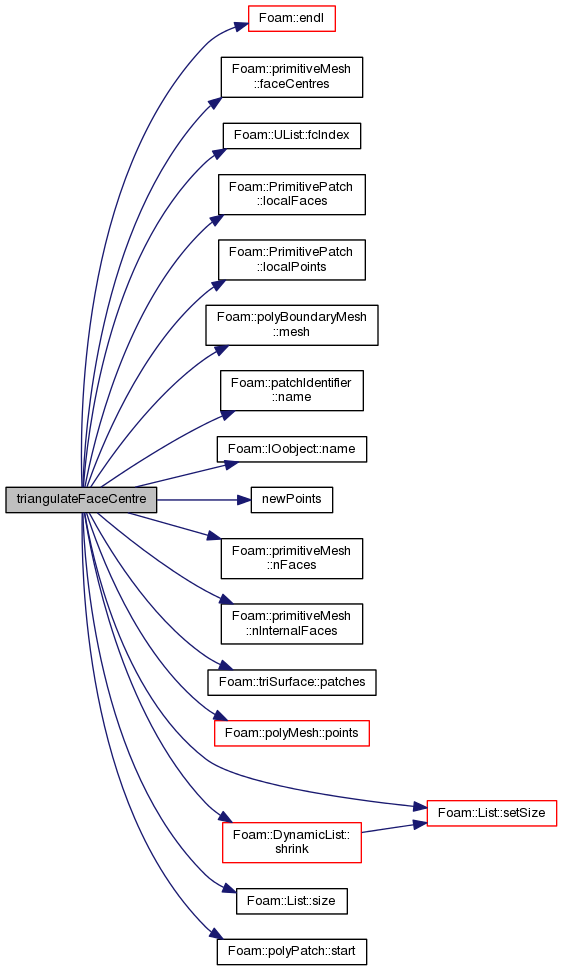 Foam::endl
Foam::primitiveMesh
::faceCentres
Foam::UList::fcIndex
Foam::PrimitivePatch
::localFaces
Foam::PrimitivePatch
::localPoints
Foam::polyBoundaryMesh
::mesh
Foam::patchIdentifier
::name
Foam::IOobject::name
triangulateFaceCentre
newPoints
Foam::primitiveMesh
::nFaces
Foam::primitiveMesh
::nInternalFaces
Foam::triSurface::patches
Foam::polyMesh::points
Foam::List::setSize
Foam::DynamicList::
shrink
Foam::List::size
Foam::polyPatch::start